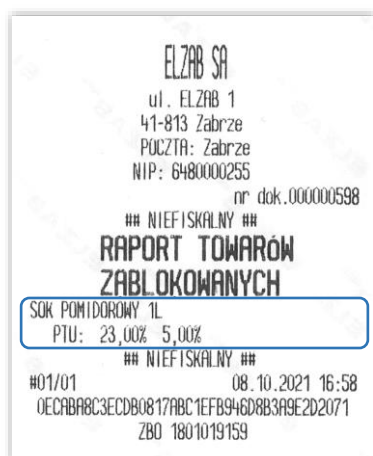 ELZAB SA
ul. ELZAB 1
41-813 Zabrze
POCZTA: Zabrze
NIP: 6480000255
nr dok.000000598
## NIEFISKALNY ##
RAPORT TOWARÓW
ZABLOKOWANYCH
SOK POMIDOROWY 1L
PTU: 23,00% 5,00%
## NIEFISKALNY ##
#01/01 08.10.2021 16:58
0ECABA8C3ECDB0817ABC1EFB946D8B3A9E2D2071
ZBD 1801019159